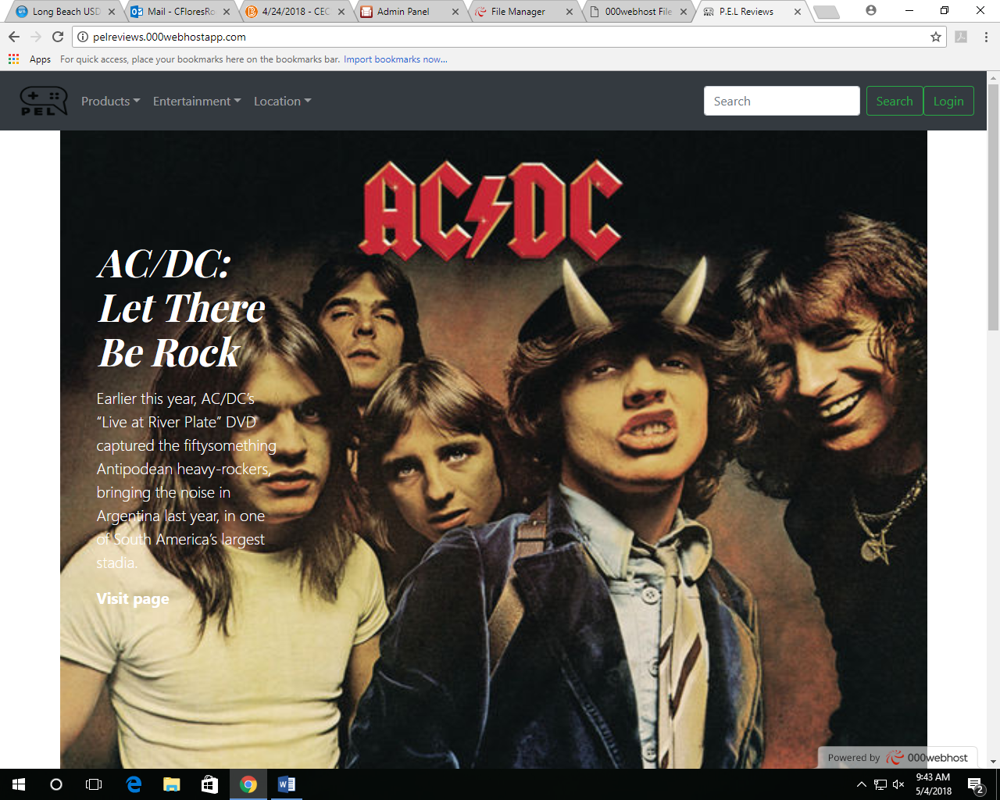 Long Beach USD
Mail - CFloresRo
4/24/2018 - CEC
Admin Panel
File Manager
000webhost File
P.E.L Reviews
pelreviews.000webhostapp.com
Apps For quick access, place your bookmarks here on the bookmarks bar. Import bookmarks now...
PEL
Products
Entertainment
Location
Search
Search
Login
AC/DC
AC/DC:
Let There
Be Rock
Earlier this year, AC/DC’s
“Live at River Plate” DVD
captured the fiftysomething
Antipodean heavy-rockers,
bringing the noise in
Argentina last year, in one
of South America’s largest
stadia.
Visit page
Powered by 000webhost
9:43 AM
5/4/2018
2